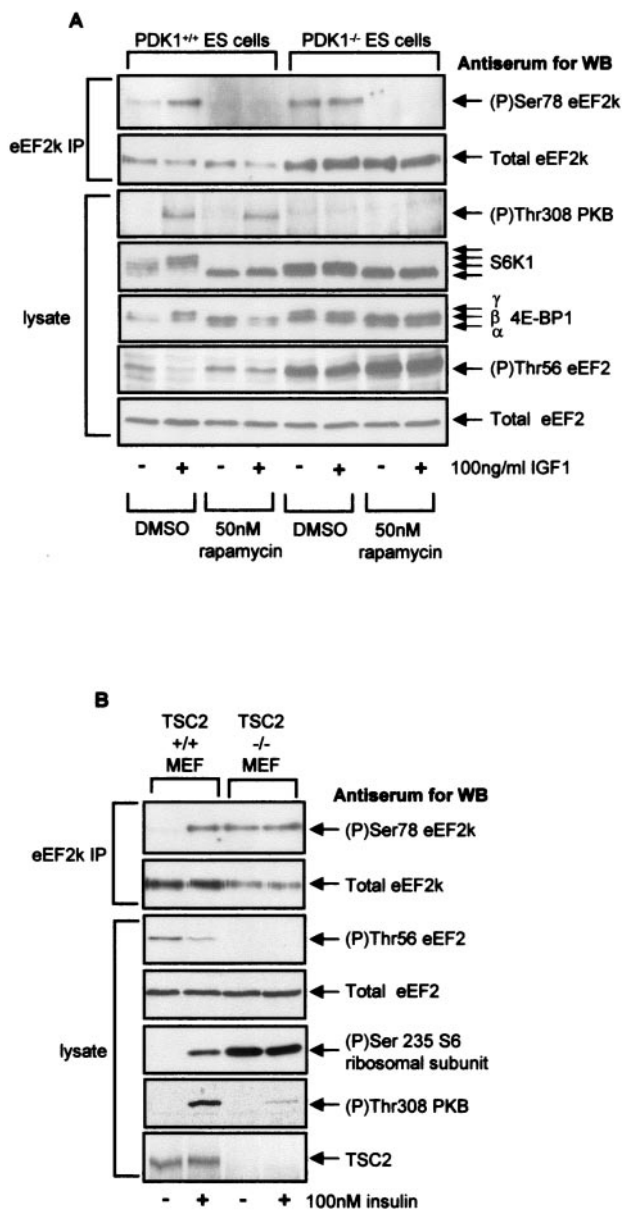 A
PDK1+/+ ES cells PDK1-/- ES cells
Antiserum for WB
eEF2k IP
(P)Ser78 eEF2k
Total eEF2k
lysate
(P)Thr308 PKB
S6K1
γ
β 4E-BP1
α
(P)Thr56 eEF2
Total eEF2
- + - + - + - + 100ng/ml IGF1
DMSO 50nM rapamycin DMSO 50nM rapamycin
B
TSC2 +/+ MEF TSC2 -/- MEF
Antiserum for WB
eEF2k IP
(P)Ser78 eEF2k
Total eEF2k
lysate
(P)Thr56 eEF2
Total eEF2
(P)Ser 235 S6
ribosomal subunit
(P)Thr308 PKB
TSC2
- + - + 100nM insulin